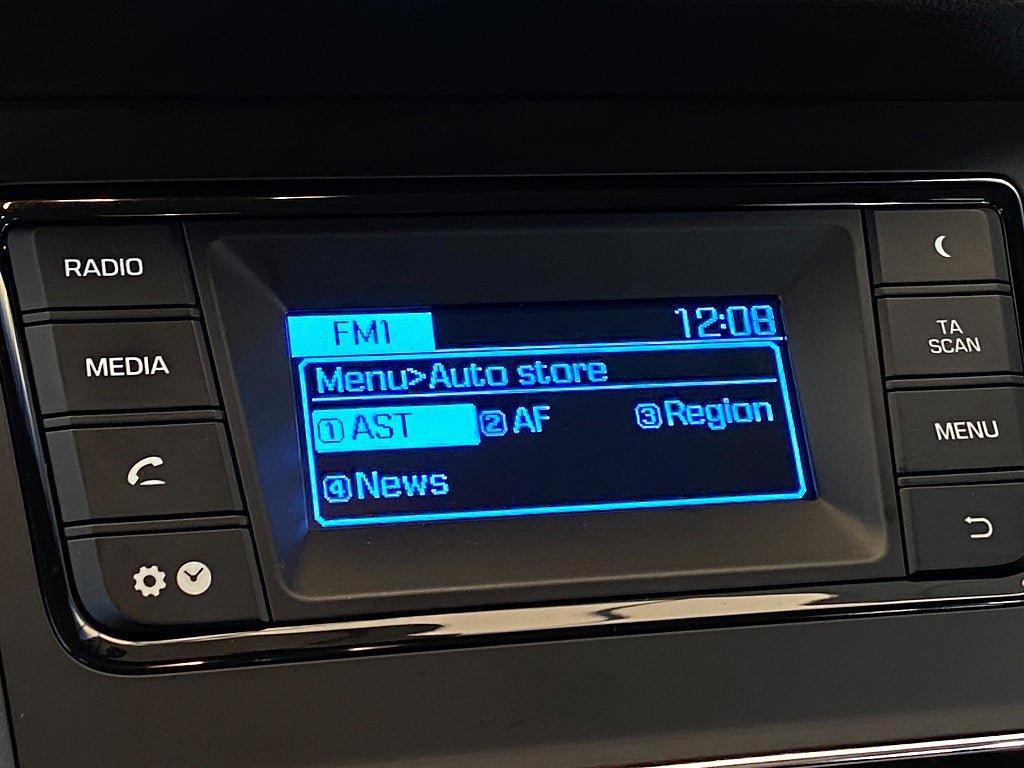 RADIO
MEDIA
FM1 12:08
Menu>Auto store
①AST ②AF ③Region
④News
TA
SCAN
MENU